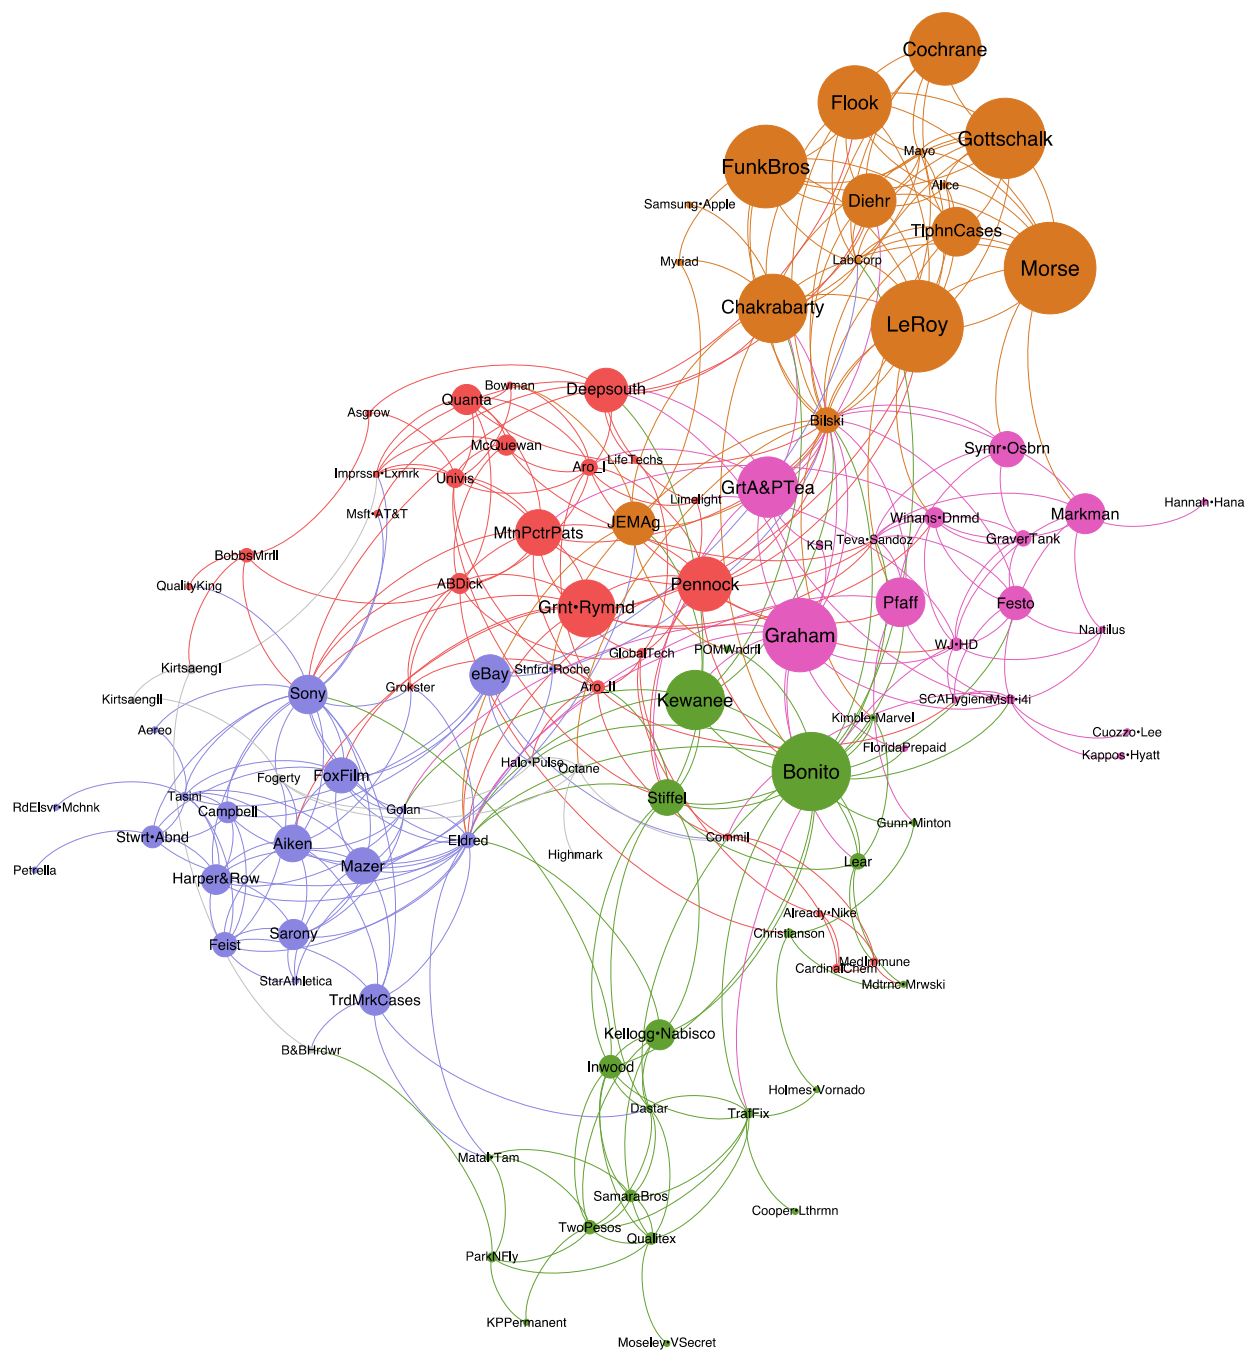 Cochrane
Flook
Gottschalk
Mayo
FunkBros
Alice
Diehr
Samsung•Apple
TlphnCases
LabCorp
Myriad
Morse
Chakrabarty
LeRoy
Bowman
Deepsouth
Quanta
Asgrow
Bilski
McQuewan
Symr•Osbrn
LifeTechs
Aro_I
Imprssn•Lxmrk
Univis
GrtA&PTea
Limelight
Hannah•Hana
Msft•AT&T
Markman
Winans•Dnmd
JEMAg
MtnPctrPats
GraverTank
Teva•Sandoz
KSR
BobbsMrrll
ABDick
Pennock
QualityKing
Pfaff
Festo
Grnt•Rymnd
Nautilus
Graham
WJ•HD
POMWndrfl
GlobalTech
Kirtsaengl
Stnfrd•Roche
eBay
Aro_II
Grokster
Sony
KirtsaengII
SCAHygiene
Msft•i4i
Kewanee
Kimble•Marvel
Aereo
Cuozzo•Lee
FloridaPrepaid
Kappos•Hyatt
Halo•Pulse
Octane
Bonito
FoxFilm
Fogerty
Tasini
Stiffel
RdElsvr•Mchnk
Golan
Campbell
Gunn•Minton
Stwrt•Abnd
Commil
Eldred
Aiken
Highmark
Lear
Mazer
Petrella
Harper&Row
Already•Nike
Christianson
Sarony
Feist
MedImmune
CardinalChem
StarAthletica
Mdtrnc•Mrwski
TrdMrkCases
Kellogg•Nabisco
B&BHrdwr
Inwood
Holmes•Vornado
Dastar
TrafFix
Matal•Tam
SamaraBros
Cooper•Lthrmn
TwoPesos
Qualitex
ParkNFly
KPPermanent
Moseley•VSecret